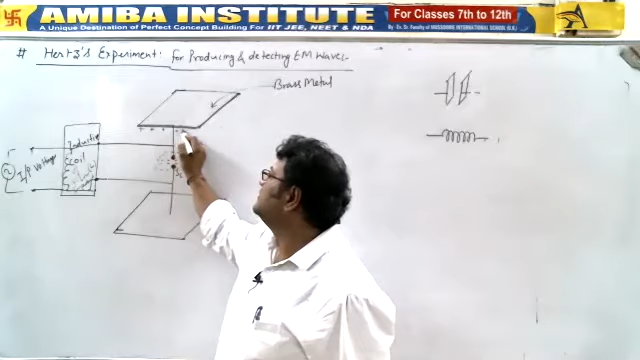 AMIBA INSTITUTE
A Unique Destination of Perfect Concept Building For IIT JEE, NEET & NDA
For Classes 7th to 12th
# Hertz's Experiment: for Producing & detecting EM Waves-
Brass Metal
+ + + +
Induction
coil
I/P Voltage